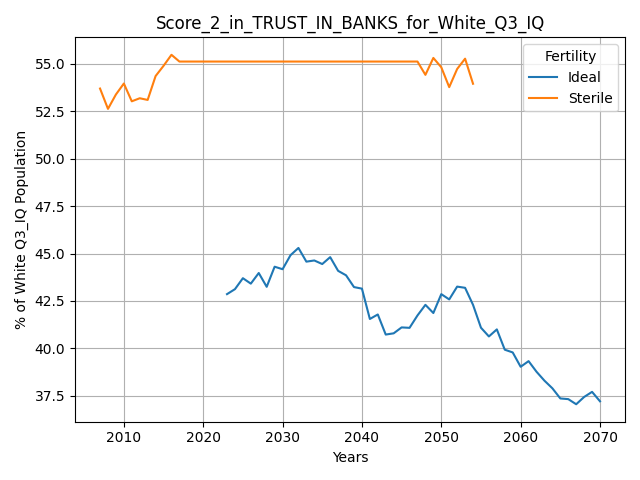 Score_2_in_TRUST_IN_BANKS_for_White_Q3_IQ
Fertility
Ideal
Sterile
% of White Q3_IQ Population
55.0
52.5
50.0
47.5
45.0
42.5
40.0
37.5
2010 2020 2030 2040 2050 2060 2070
Years